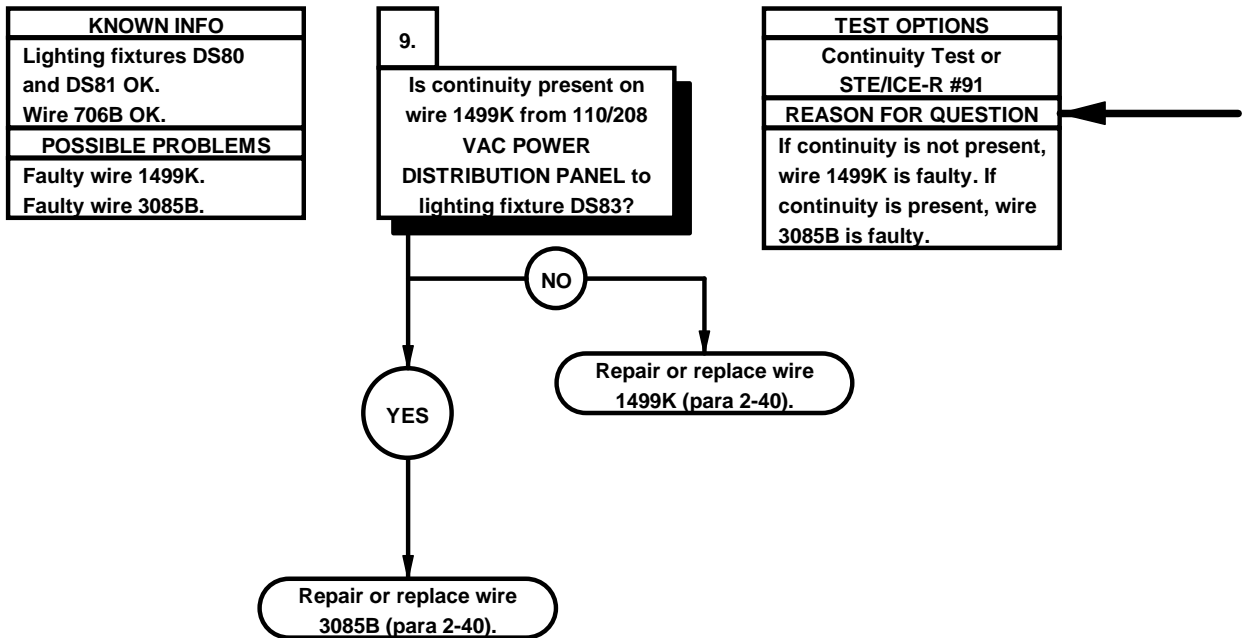 KNOWN INFO
Lighting fixtures DS80
and DS81 OK.
Wire 706B OK.
POSSIBLE PROBLEMS
Faulty wire 1499K.
Faulty wire 3085B.
9.
Is continuity present on
wire 1499K from 110/208
VAC POWER
DISTRIBUTION PANEL to
lighting fixture DS83?
TEST OPTIONS
Continuity Test or
STE/ICE-R #91
REASON FOR QUESTION
If continuity is not present,
wire 1499K is faulty. If
continuity is present, wire
3085B is faulty.
NO
Repair or replace wire
1499K (para 2-40).
YES
Repair or replace wire
3085B (para 2-40).